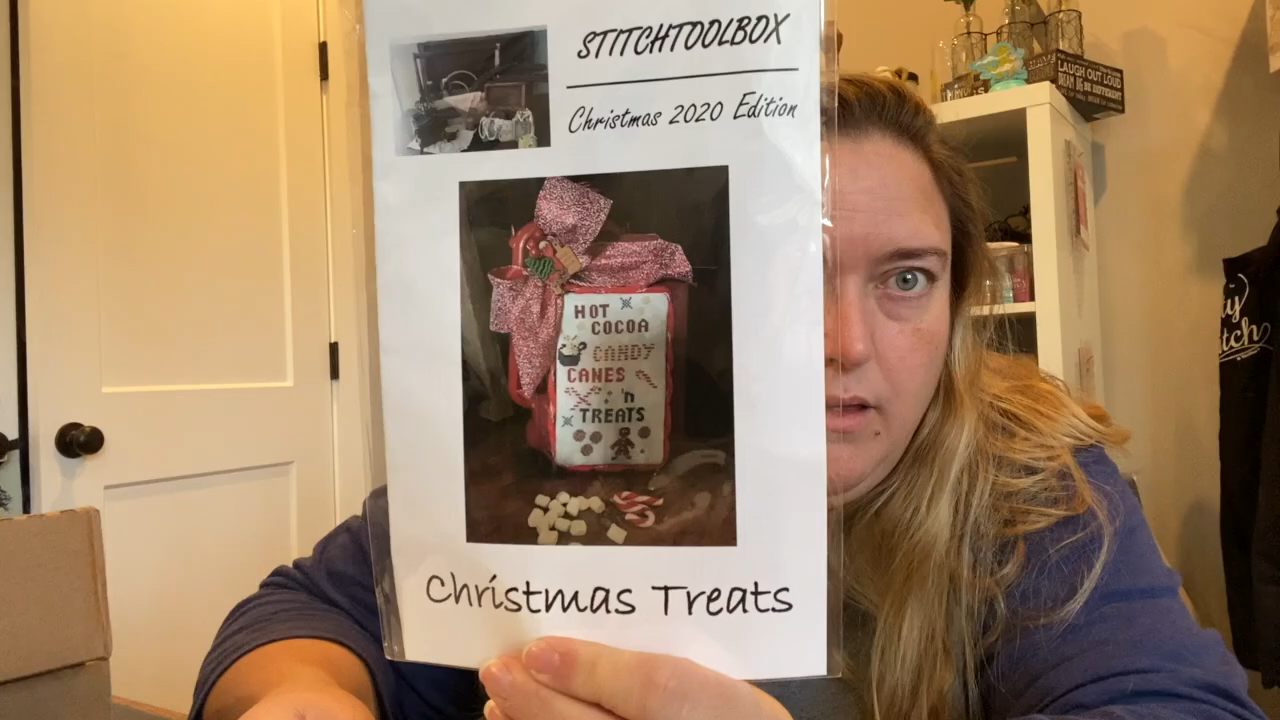 STITCHTOOLBOX
Christmas 2020 Edition
HOT
COCOA
CANDY
CANES
'n
TREATS
Christmas Treats
LAUGH OUT LOUD